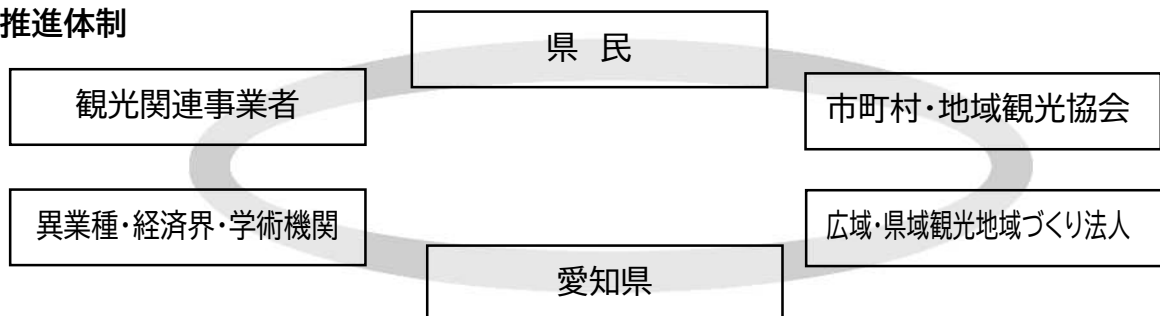 推進体制
県 民
観光関連事業者
市町村・地域観光協会
異業種・経済界・学術機関
広域・県域観光地域づくり法人
愛知県